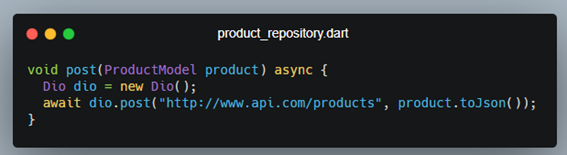 product_repository.dart
void post(ProductModel product) async {
  Dio dio = new Dio();
  await dio.post("http://www.api.com/products", product.toJson());
}